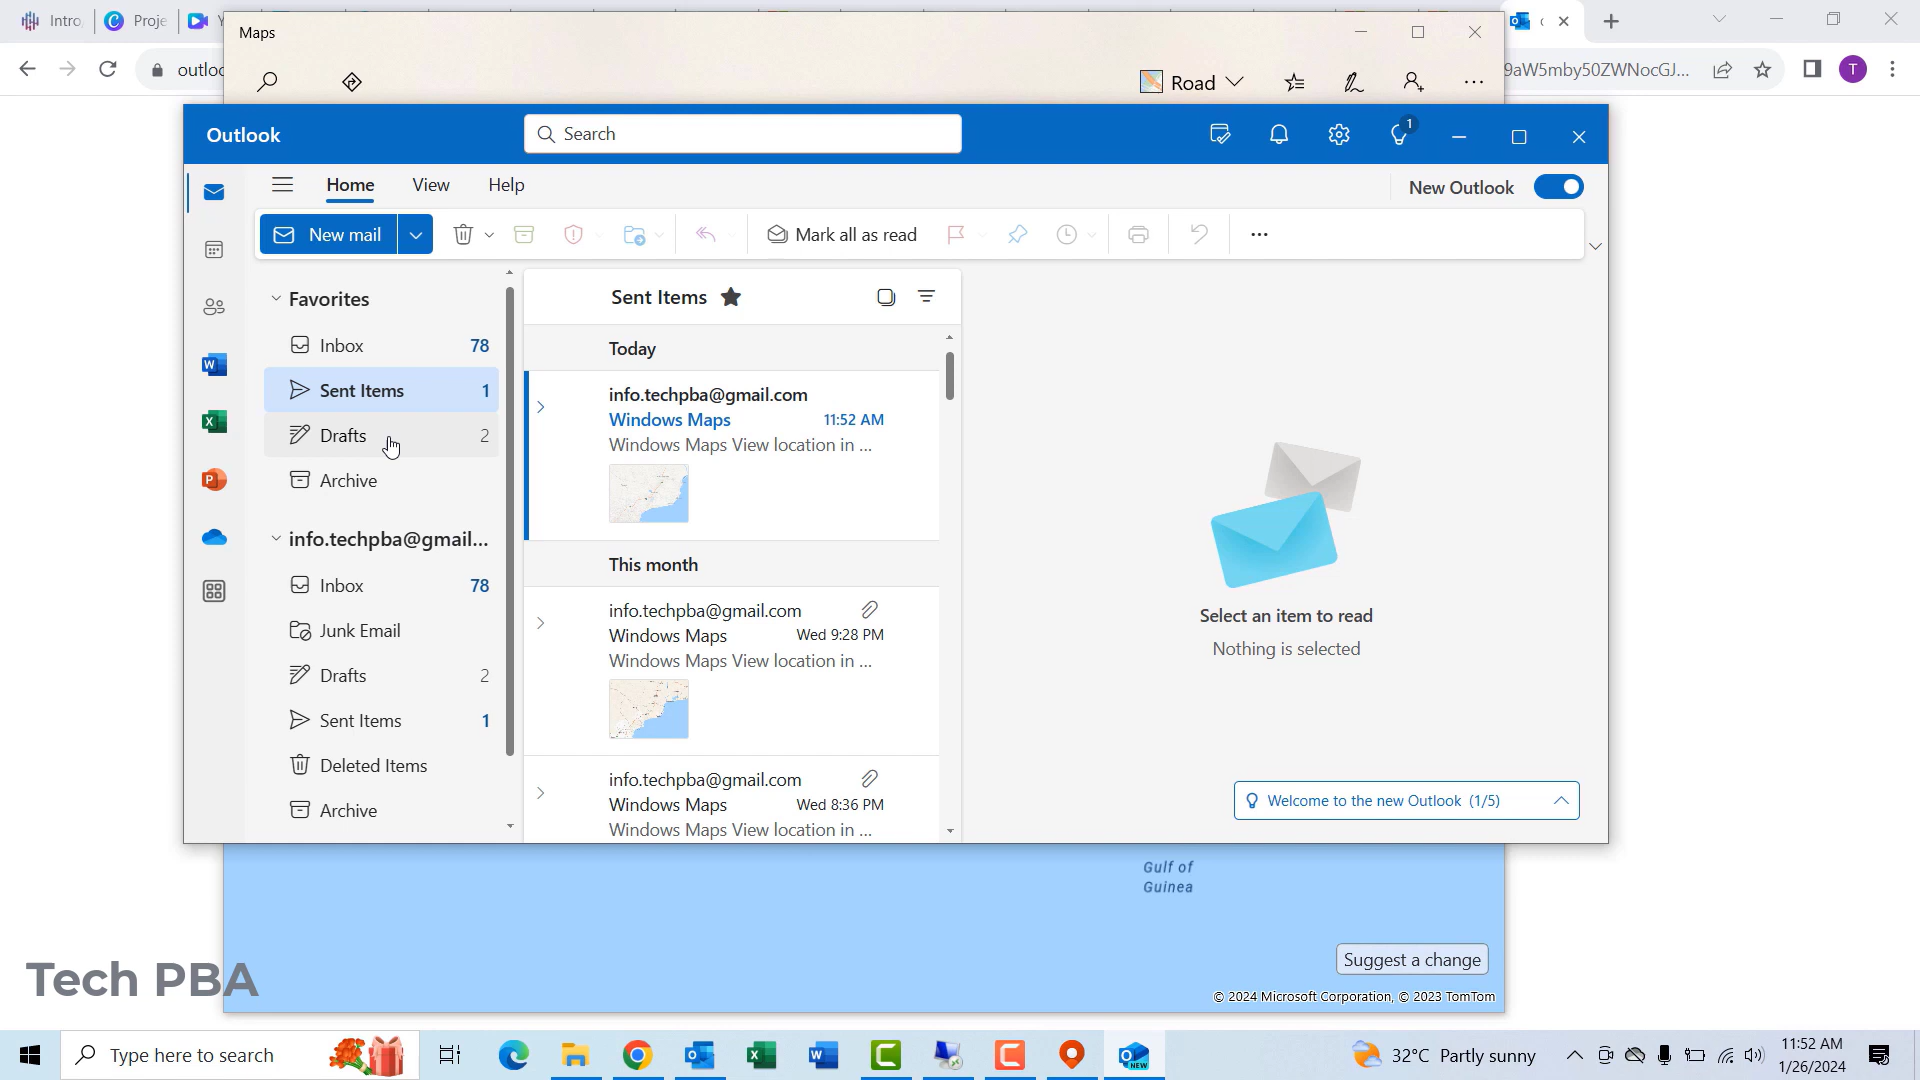 Intro
Proje
outloo
9aW5mby50ZWNocGJ...
T
Maps
Road
Outlook
Search
1
Home
View
Help
New Outlook
New mail
Mark all as read
Favorites
Inbox 78
Sent Items 1
Drafts 2
Archive
info.techpba@gmail...
Inbox 78
Junk Email
Drafts 2
Sent Items 1
Deleted Items
Archive
Sent Items
Today
info.techpba@gmail.com
Windows Maps 11:52 AM
Windows Maps View location in ...
This month
info.techpba@gmail.com
Windows Maps Wed 9:28 PM
Windows Maps View location in ...
info.techpba@gmail.com
Windows Maps Wed 8:36 PM
Windows Maps View location in ...
Select an item to read
Nothing is selected
Welcome to the new Outlook (1/5)
Gulf of
Guinea
Suggest a change
© 2024 Microsoft Corporation, © 2023 TomTom
Tech PBA
Type here to search
NEW
32°C Partly sunny
11:52 AM
1/26/2024